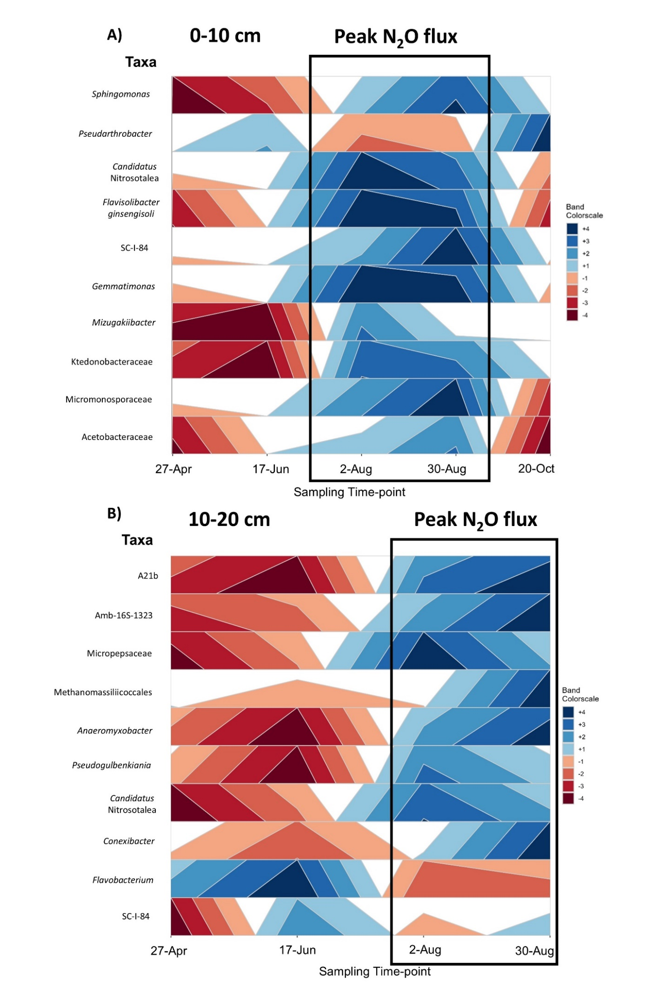 A)
0-10 cm
Peak N₂O flux
Taxa
Sphingomonas
Pseudarthrobacter
Candidatus
Nitrosotalea
Flavisolibacter
ginsengisoli
SC-I-84
Gemmatimonas
Mizugakiibacter
Ktedonobacteraceae
Micromonosporaceae
Acetobacteraceae
Band
Colorscale
+4
+3
+2
+1
-1
-2
-3
-4
27-Apr 17-Jun 2-Aug 30-Aug 20-Oct
Sampling Time-point
B)
10-20 cm
Peak N₂O flux
Taxa
A21b
Amb-16S-1323
Micropepsaceae
Methanomassiliicoccales
Anaeromyxobacter
Pseudogulbenkiania
Candidatus
Nitrosotalea
Conexibacter
Flavobacterium
SC-I-84
Band
Colorscale
+4
+3
+2
+1
-1
-2
-3
-4
27-Apr 17-Jun 2-Aug 30-Aug
Sampling Time-point